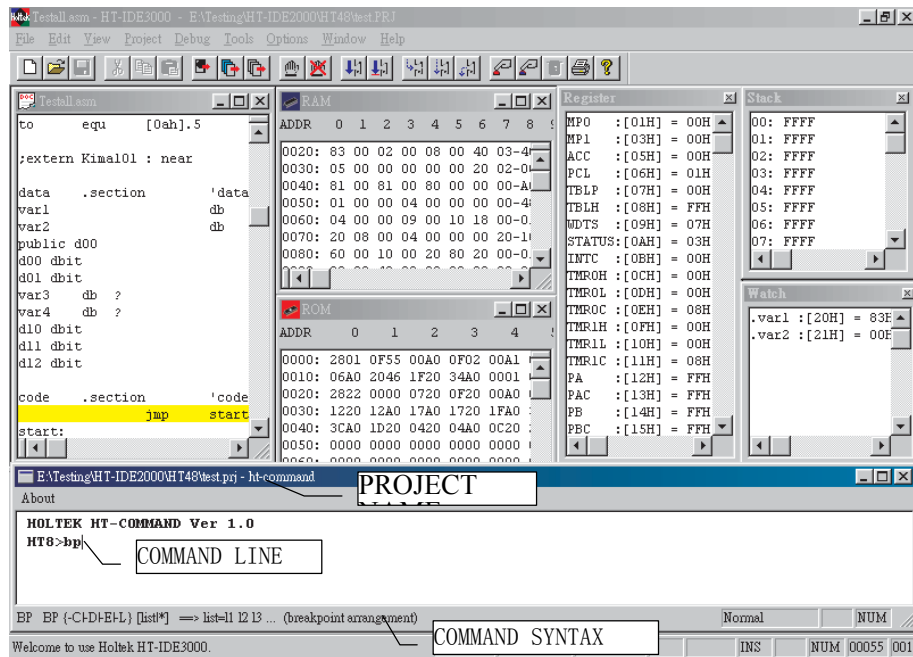 Testall.asm - HT-IDE3000 - E:\Testing\HT-IDE2000\HT48\test.PRJ
File Edit View Project Debug Tools Options Window Help
Testall.asm
to equ [0ah].5
;extern Kimal01 : near
data .section 'data
var1 db
var2 db
public d00
d00 dbit
d01 dbit
var3 db ?
var4 db ?
d10 dbit
d11 dbit
d12 dbit
code .section 'code
jmp start
start:
RAM
ADDR 0 1 2 3 4 5 6 7 8
0020: 83 00 02 00 08 00 40 03-4
0030: 05 00 00 00 00 00 20 02-0
0040: 81 00 81 00 80 00 00 00-A
0050: 01 00 00 04 00 00 00 00-4
0060: 04 00 00 09 00 10 18 00-0
0070: 20 08 00 04 00 00 00 20-1
0080: 60 00 10 00 20 80 20 00-0
ROM
ADDR 0 1 2 3 4
0000: 2801 0F55 00A0 0F02 00A1
0010: 06A0 2046 1F20 34A0 0001
0020: 2822 0000 0720 0F20 00A0
0030: 1220 12A0 17A0 1720 1FA0
0040: 3CA0 1D20 0420 04A0 0C20
0050: 0000 0000 0000 0000 0000
0060: 0000 0000 0000 0000 0000
Register
MP0 :[01H] = 00H
MP1 :[03H] = 00H
ACC :[05H] = 00H
PCL :[06H] = 01H
TBLP :[07H] = 00H
TBLH :[08H] = FFH
WDTS :[09H] = 07H
STATUS:[0AH] = 03H
INTC :[0BH] = 00H
TMR0H :[0CH] = 00H
TMR0L :[0DH] = 00H
TMR0C :[0EH] = 08H
TMR1H :[0FH] = 00H
TMR1L :[10H] = 00H
TMR1C :[11H] = 08H
PA :[12H] = FFH
PAC :[13H] = FFH
PB :[14H] = FFH
PBC :[15H] = FFH
Stack
00: FFFF
01: FFFF
02: FFFF
03: FFFF
04: FFFF
05: FFFF
06: FFFF
07: FFFF
Watch
.var1 :[20H] = 83H
.var2 :[21H] = 00H
E:\Testing\HT-IDE2000\HT48\test.prj - ht-command
PROJECT
NAME
About
HOLTEK HT-COMMAND Ver 1.0
HT8>bp
COMMAND LINE
BP BP {-C|-D|-E|-L} [list|*] ==> list=l1 l2 l3 ... (breakpoint arrangement)
Normal NUM
COMMAND SYNTAX
Welcome to use Holtek HT-IDE3000.
INS NUM 00055 001